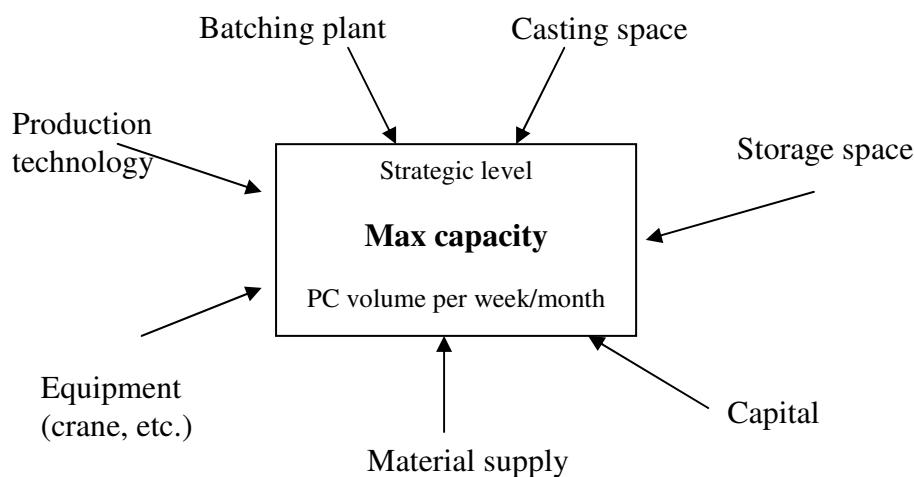 Batching plant
Casting space
Production
technology
Storage space
Strategic level
Max capacity
PC volume per week/month
Equipment
(crane, etc.)
Capital
Material supply